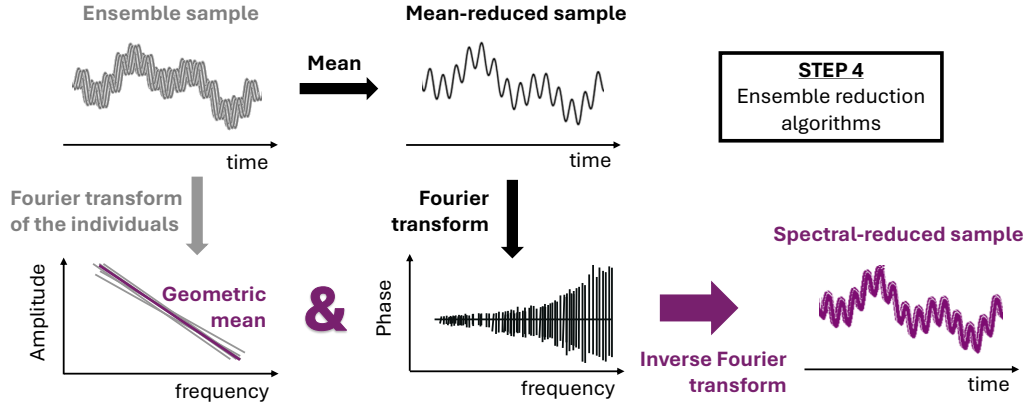 Ensemble sample
Mean-reduced sample
Mean
STEP 4
Ensemble reduction
algorithms
time
time
Fourier transform
of the individuals
Fourier
transform
Spectral-reduced sample
Amplitude
Geometric
mean
&
Phase
frequency
frequency
Inverse Fourier
transform
time